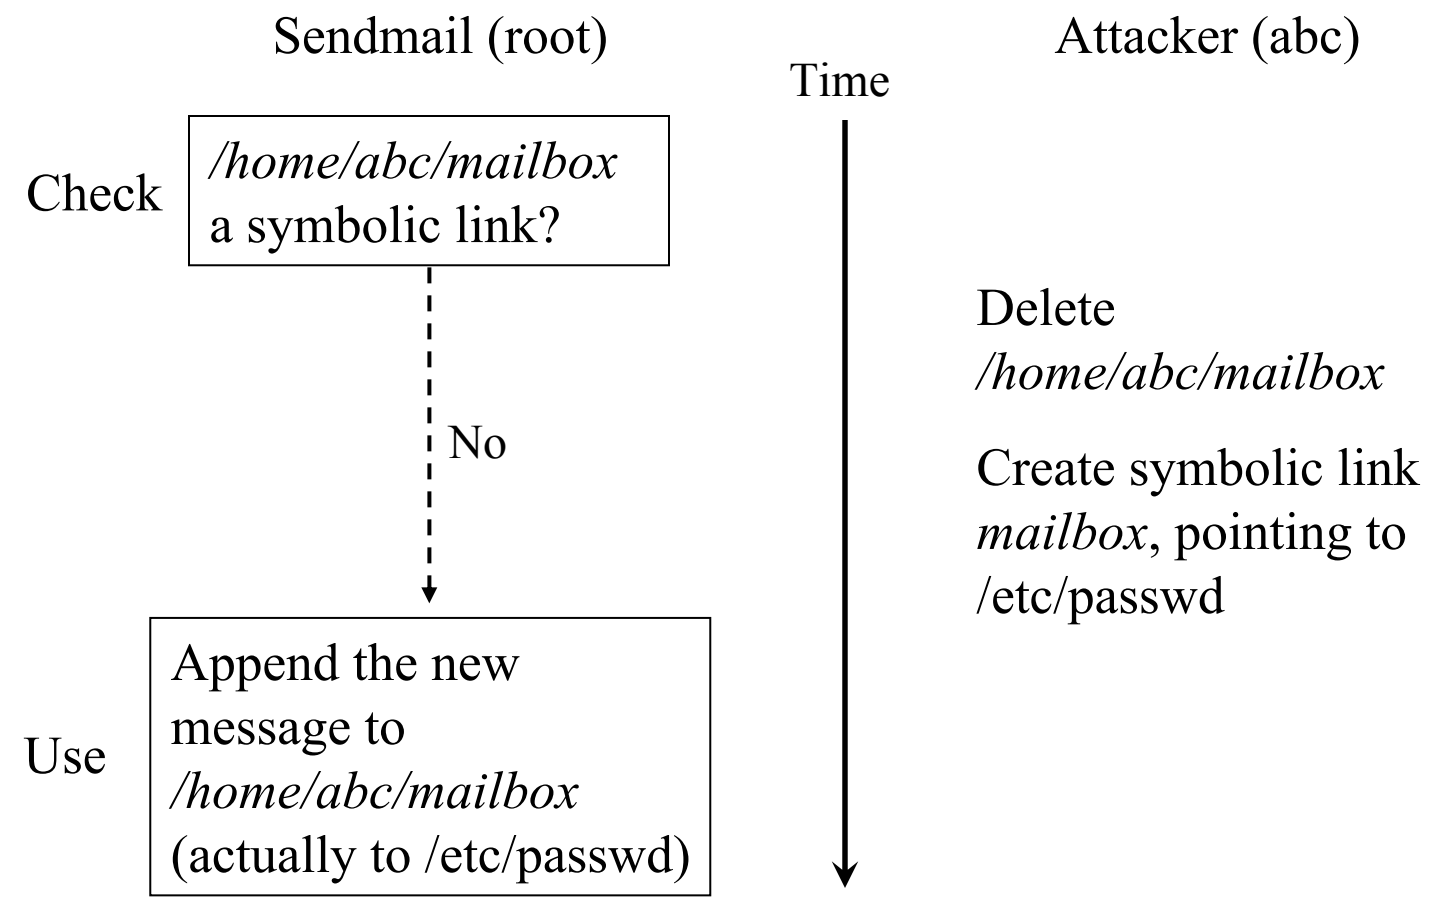 Sendmail (root)
Attacker (abc)
Time
Check
/home/abc/mailbox
a symbolic link?
Delete
/home/abc/mailbox
No
Create symbolic link
mailbox, pointing to
/etc/passwd
Use
Append the new
message to
/home/abc/mailbox
(actually to /etc/passwd)